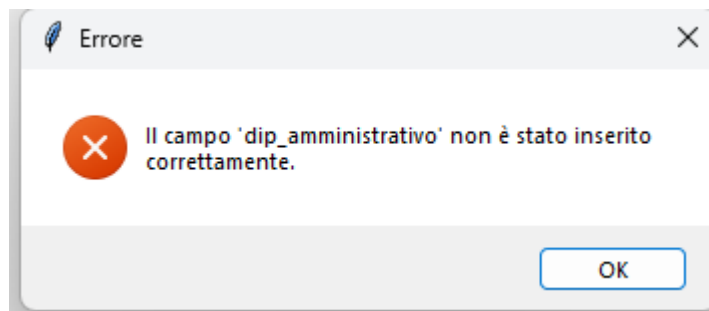 Errore
Il campo 'dip_amministrativo' non è stato inserito
correttamente.
OK